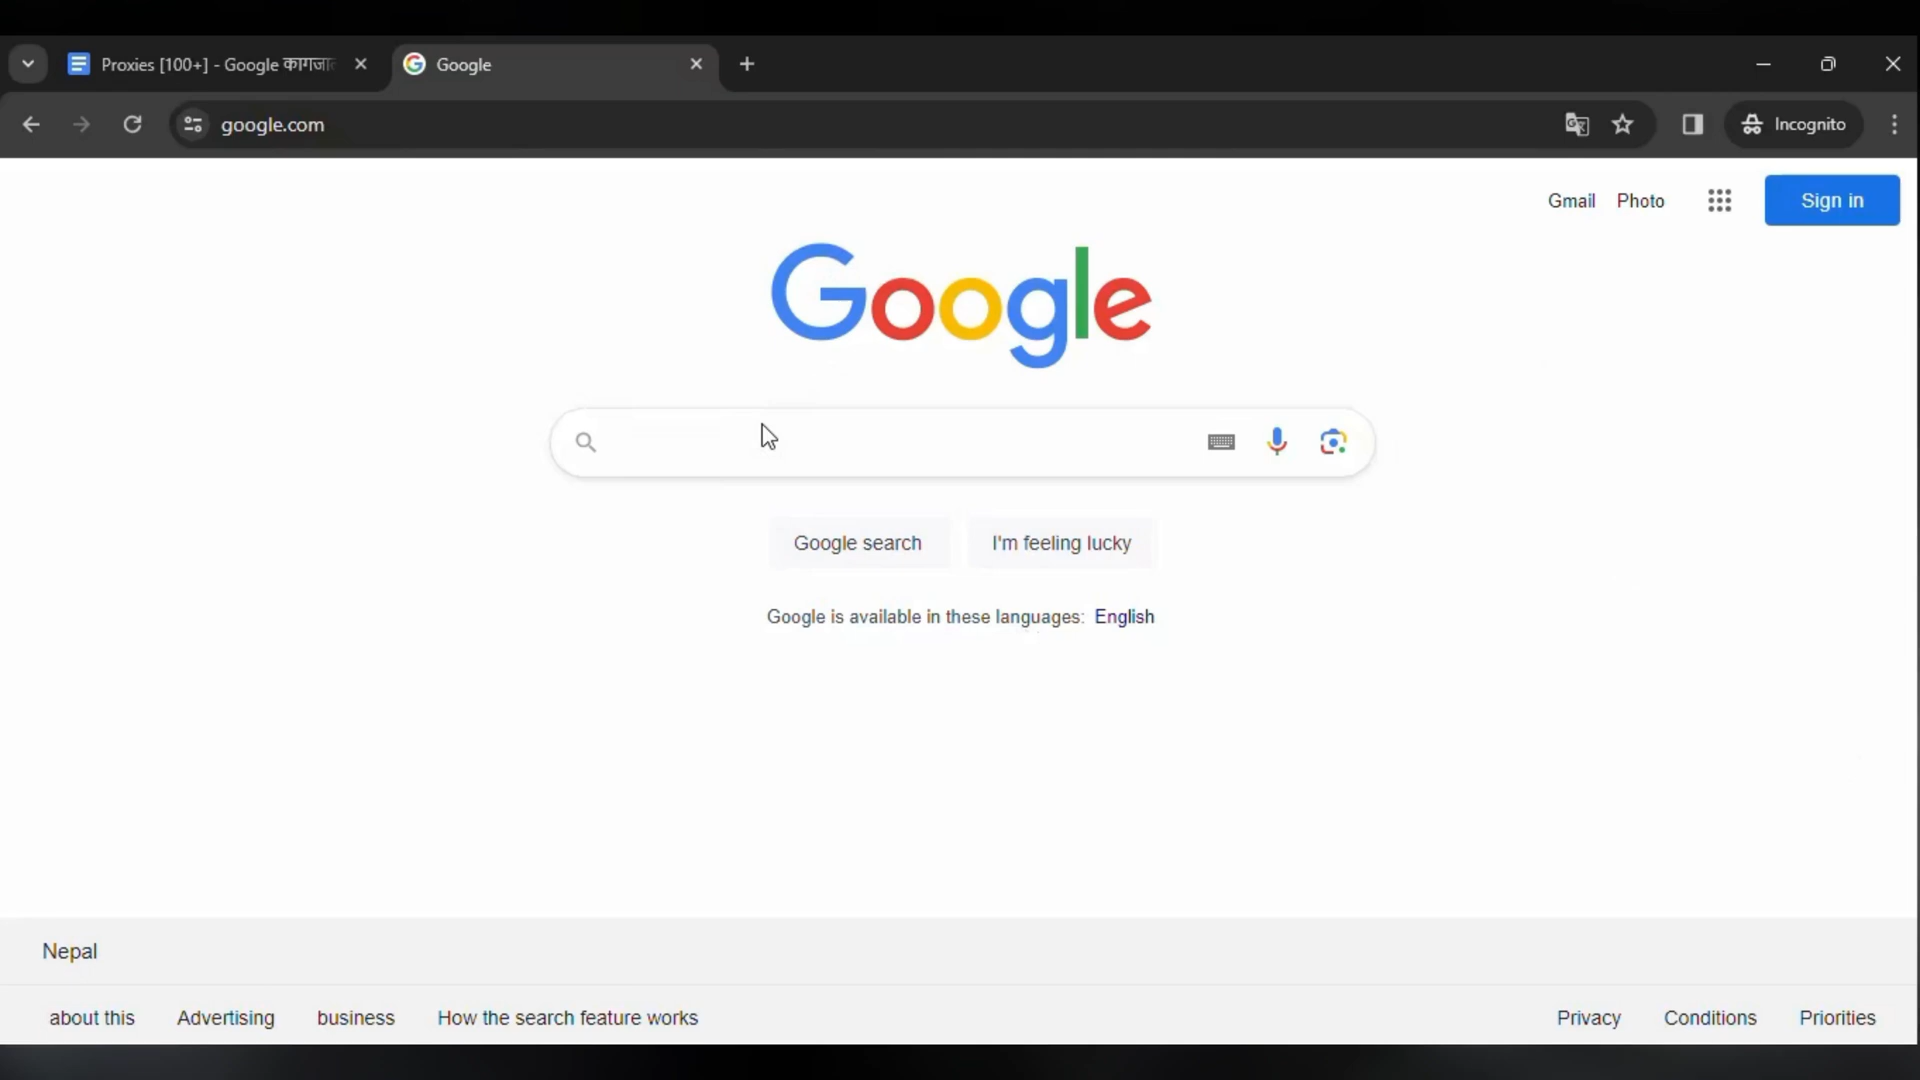 Proxies [100+] - Google
Google
google.com
Incognito
Gmail Photo
Sign in
Google
Google search I'm feeling lucky
Google is available in these languages: English
Nepal
about this Advertising business How the search feature works Privacy Conditions Priorities